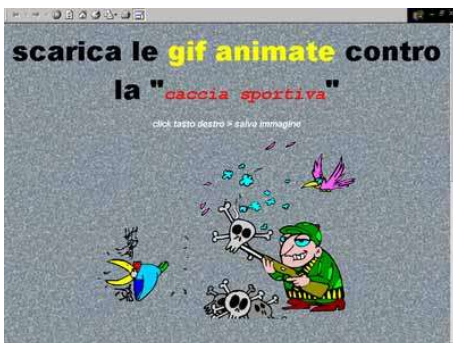 scarica le gif animate contro
la "caccia sportiva"
click tasto destro > salva immagine